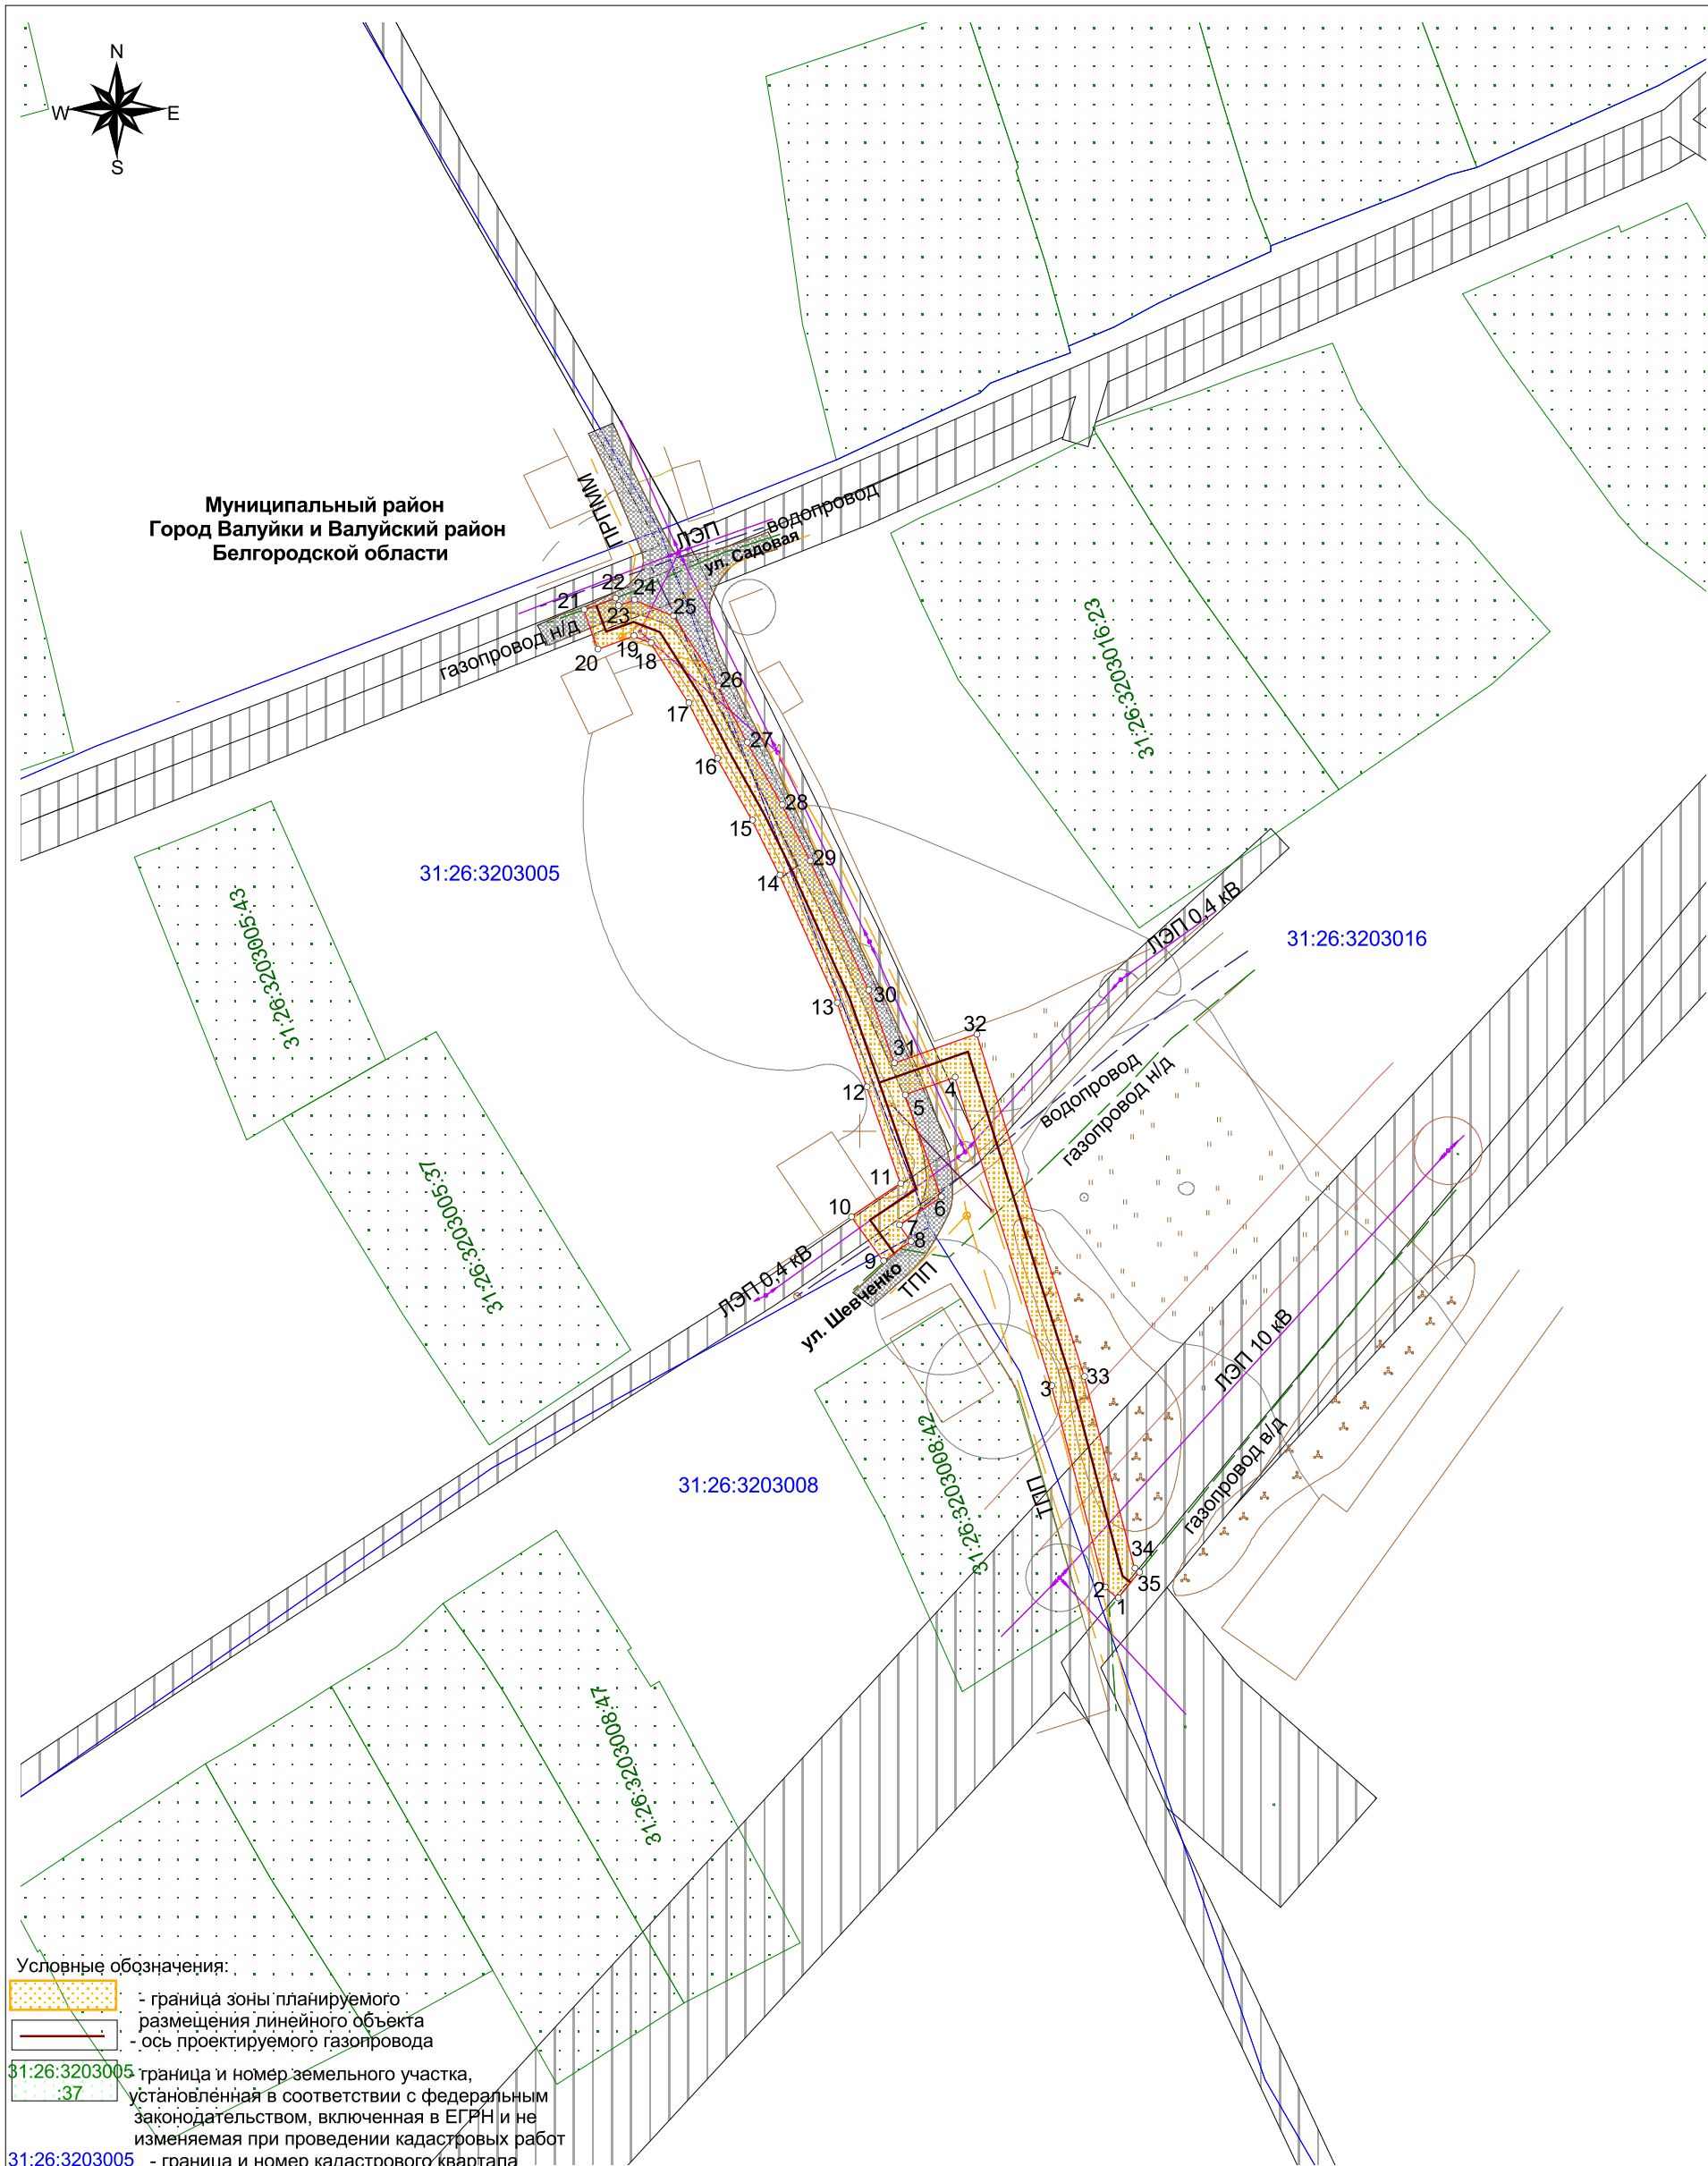 N
W
E
S
Муниципальный район
Город Валуйки и Валуйский район
Белгородской области
ПРГМММ
ЛЭП
водопровод
ул. Садовая
газопровод н/д
21
22
23
24
25
20
19
18
26
17
27
16
28
15
29
14
30
13
31
32
12
5
4
11
10
6
7
8
9
33
3
34
35
2
1
31:26:3203016:23
31:26:3203005
31:26:3203005:43
31:26:3203005:37
ЛЭП 0,4 кВ
31:26:3203016
водопровод
газопровод н/д
ЛЭП 0,4 кВ
ул. Шевченко
ТПП
ЛЭП 10 кВ
газопровод в/д
31:26:3203008
31:26:3203008:42
31:26:3203008:47
Условные обозначения:
- граница зоны планируемого
размещения линейного объекта
- ось проектируемого газопровода
31:26:3203005
:37
- граница и номер земельного участка,
установленная в соответствии с федеральным
законодательством, включенная в ЕГРН и не
изменяемая при проведении кадастровых работ
31:26:3203005 - граница и номер кадастрового квартала